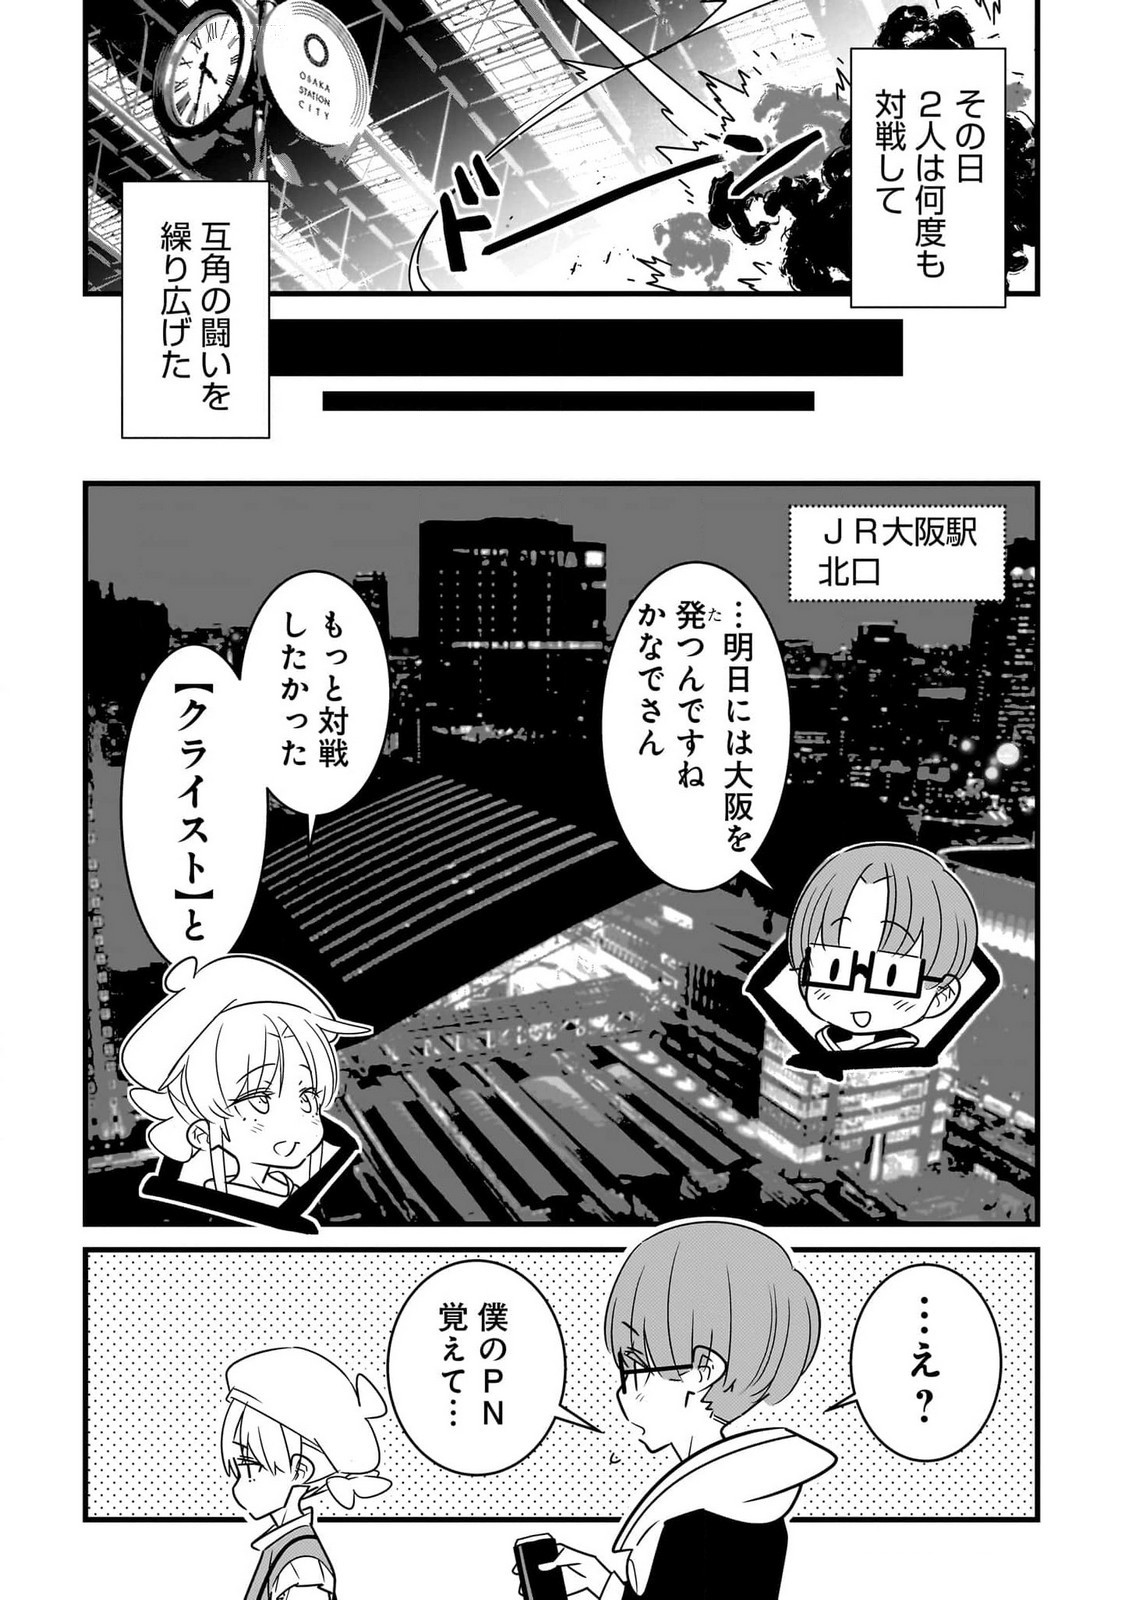 その日
２人は何度も
対戦して
OSAKA
STATION
CITY
ドーン
互角の闘いを
繰り広げた
ＪＲ大阪駅
北口
…明日には大阪を
発つんですね
た
かなでさん
もっと対戦
したかった
【クライスト】と
…え？
僕のＰＮ
覚えて…